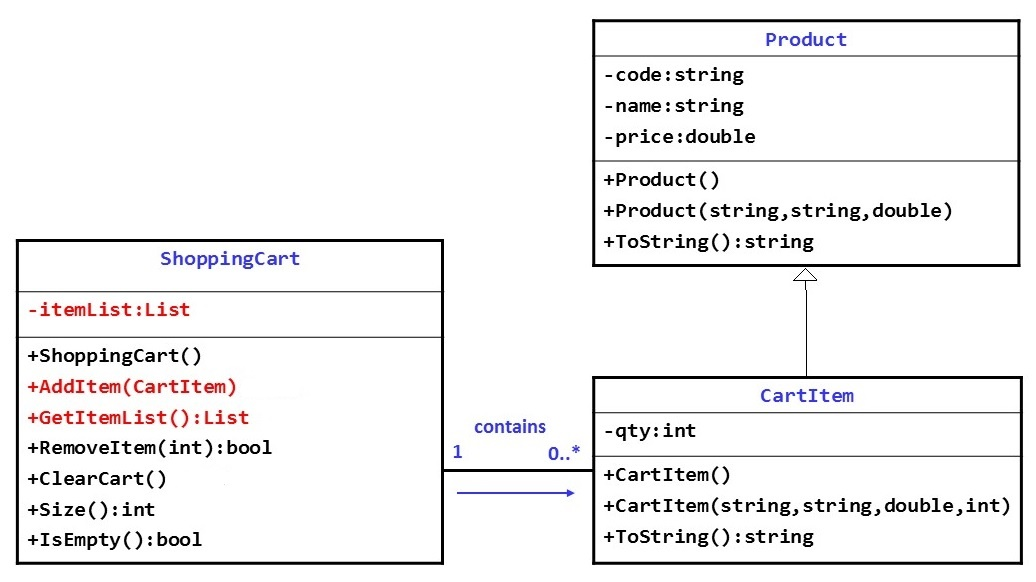 Product
-code:string
-name:string
-price:double
+Product()
+Product(string,string,double)
+ToString():string
ShoppingCart
-itemList:List
+ShoppingCart()
+AddItem(CartItem)
+GetItemList():List
+RemoveItem(int):bool
+ClearCart()
+Size():int
+IsEmpty():bool
contains
1 0..*
CartItem
-qty:int
+CartItem()
+CartItem(string,string,double,int)
+ToString():string